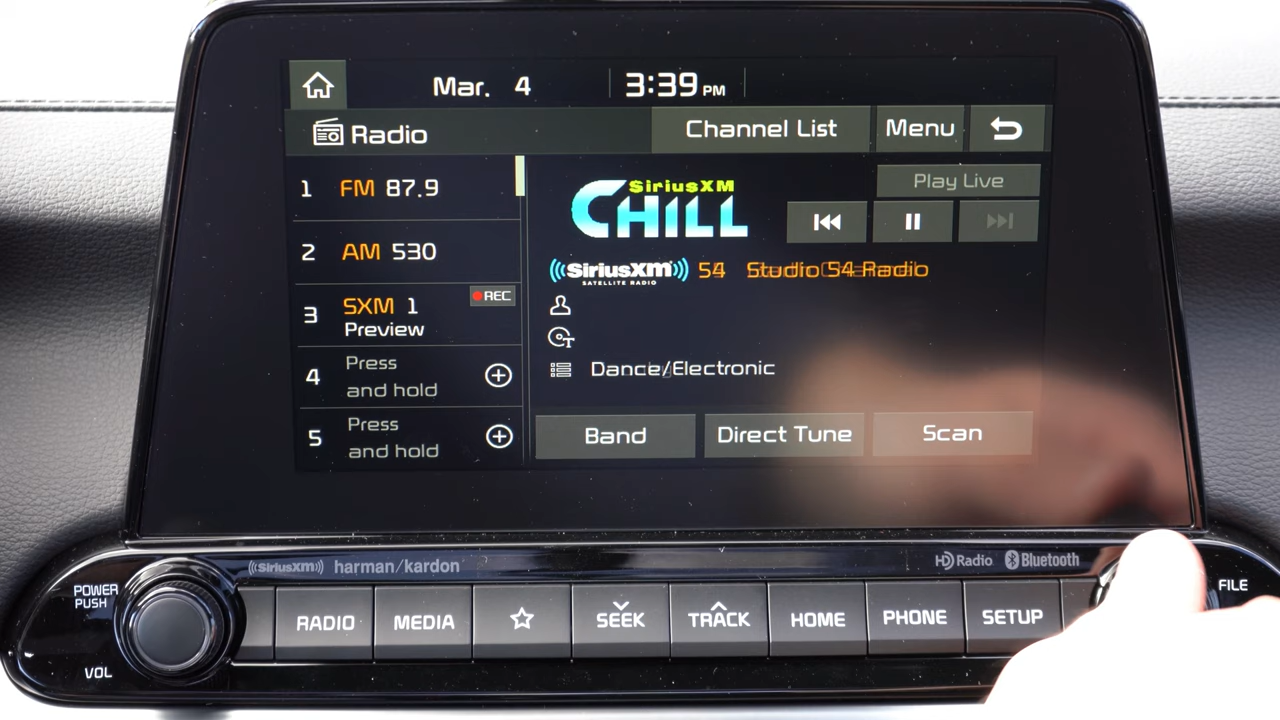 Mar. 4 3:39 PM
Radio Channel List Menu
1 FM 87.9
2 AM 530
3 SXM 1 REC
Preview
4 Press
and hold
5 Press
and hold
SiriusXM
CHILL
Play Live
((SiriusXM)) 54 Studio 54 Radio
SATELLITE RADIO
Dance/Electronic
Band Direct Tune Scan
((SiriusXM)) harman/kardon HD Radio Bluetooth
POWER
PUSH
VOL
RADIO MEDIA SEEK TRACK HOME PHONE SETUP
FILE